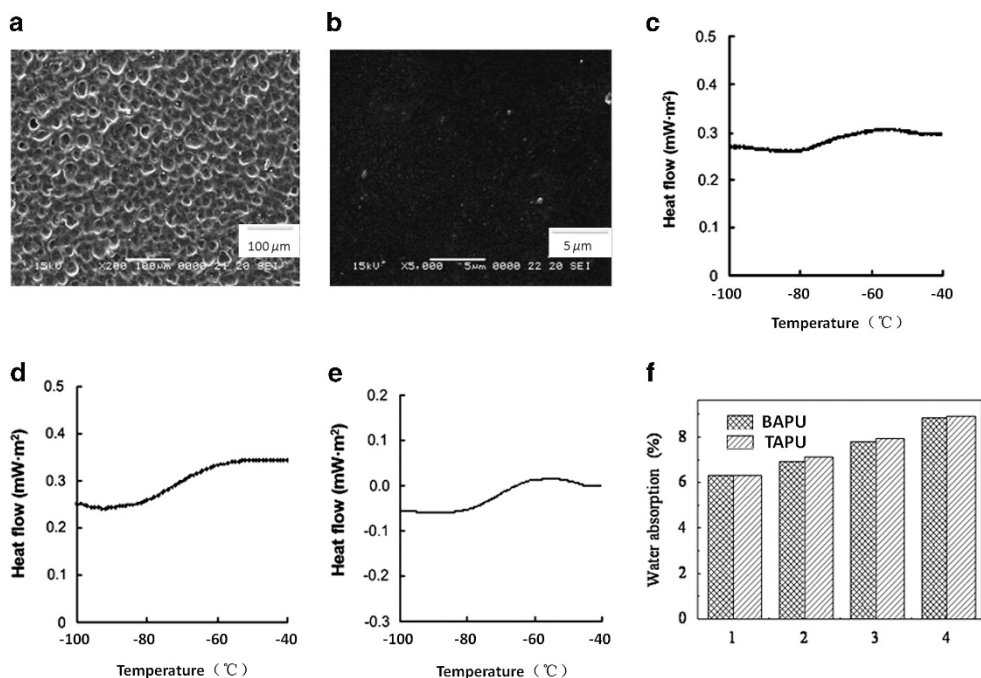 a
b
c
100 μm
15kV X200 100μm 0000 21 20 SEI
5 μm
15kV X5,000 5μm 0000 22 20 SEI
Heat flow (mW·m²)
0.5
0.4
0.3
0.2
0.1
0
-100 -80 -60 -40
Temperature（℃）
d
e
f
Heat flow (mW·m²)
0.5
0.4
0.3
0.2
0.1
0
-100 -80 -60 -40
Temperature（℃）
Heat flow (mW·m²)
0.2
0.1
0.0
-0.1
-0.2
-0.3
-100 -80 -60 -40
Temperature（℃）
Water absorption (%)
8
6
4
2
0
BAPU
TAPU
1 2 3 4